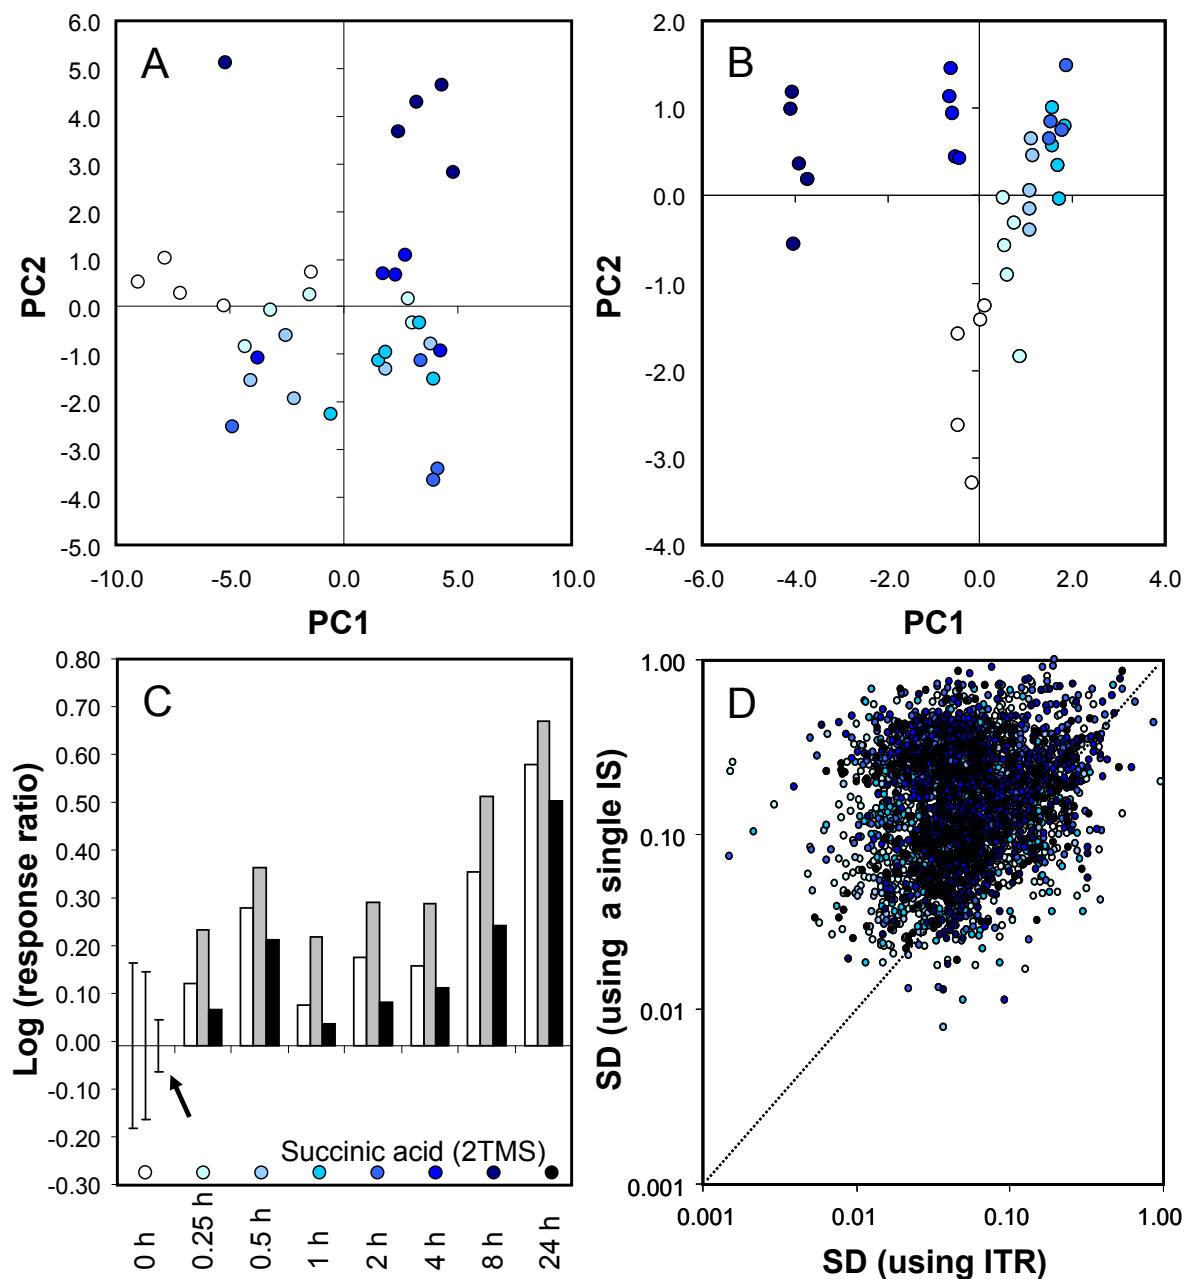 A
6.0
5.0
4.0
3.0
2.0
1.0
0.0
-1.0
-2.0
-3.0
-4.0
-5.0
PC2
-10.0 -5.0 0.0 5.0 10.0
PC1
B
2.0
1.0
0.0
-1.0
-2.0
-3.0
-4.0
PC2
-6.0 -4.0 -2.0 0.0 2.0 4.0
PC1
C
0.80
0.70
0.60
0.50
0.40
0.30
0.20
0.10
0.00
-0.10
-0.20
-0.30
Log (response ratio)
Succinic acid (2TMS)
0 h 0.25 h 0.5 h 1 h 2 h 4 h 8 h 24 h
D
1.00
0.10
0.01
0.001
SD (using a single IS)
0.001 0.01 0.10 1.00
SD (using ITR)